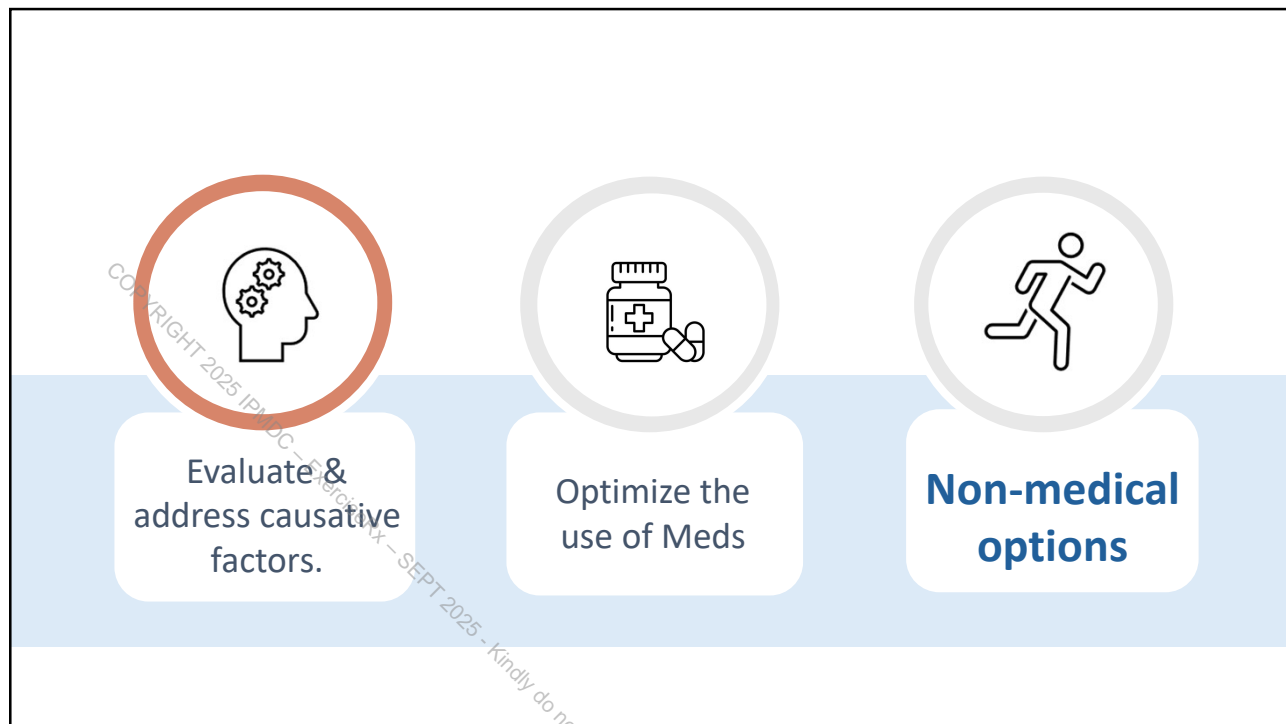 Evaluate &
address causative
factors.
Optimize the
use of Meds
Non-medical
options
COPYRIGHT 2025 IPMDC – ExerciseRx – SEPT 2025 - Kindly do